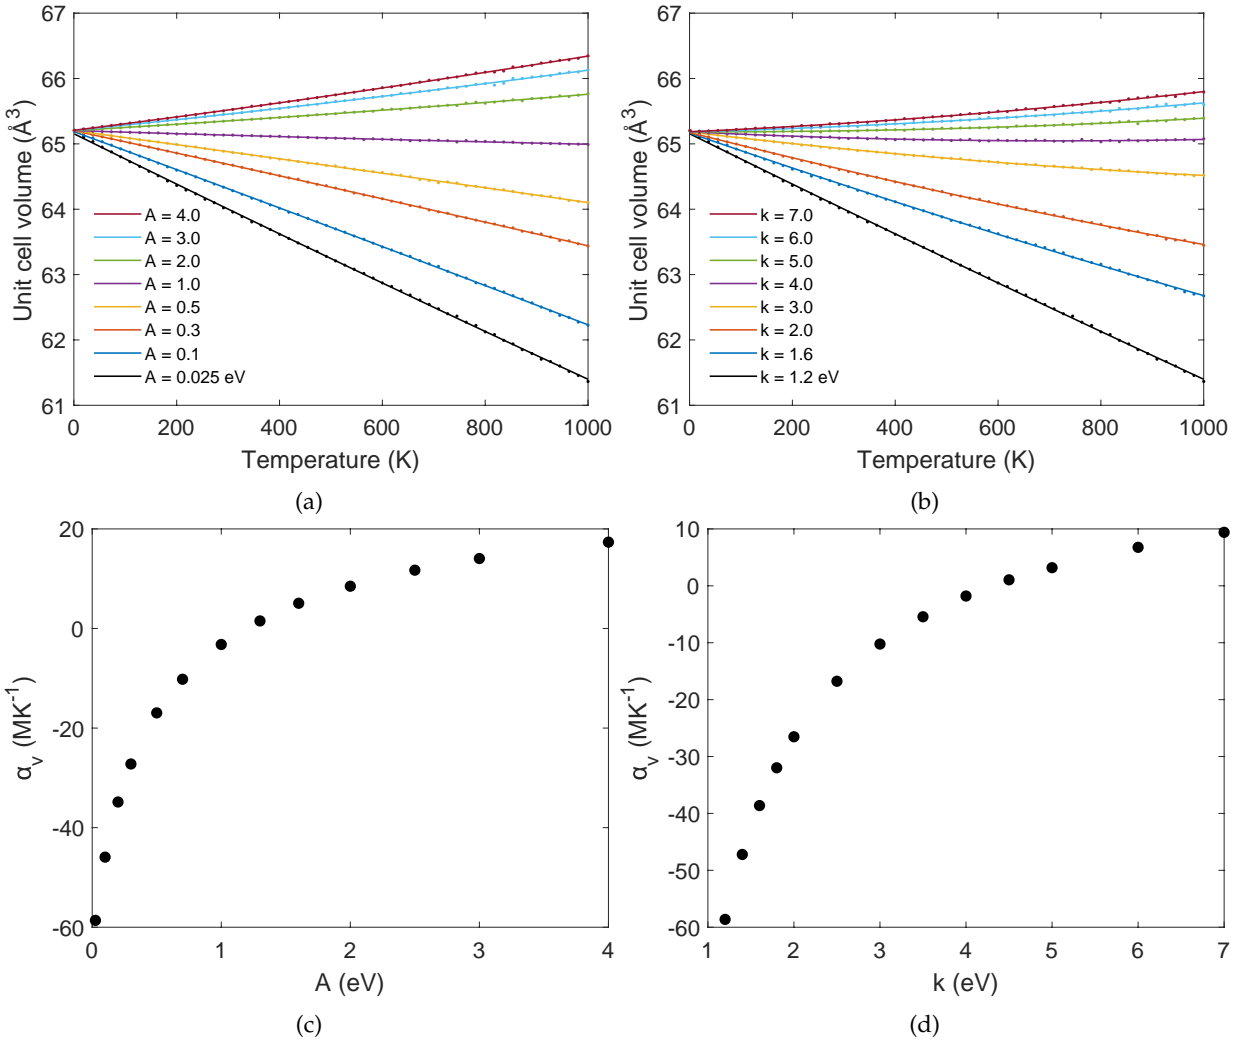 67
66
65
64
63
62
61
Unit cell volume (Å³)
A = 4.0
A = 3.0
A = 2.0
A = 1.0
A = 0.5
A = 0.3
A = 0.1
A = 0.025 eV
0 200 400 600 800 1000
Temperature (K)
(a)
67
66
65
64
63
62
61
Unit cell volume (Å³)
k = 7.0
k = 6.0
k = 5.0
k = 4.0
k = 3.0
k = 2.0
k = 1.6
k = 1.2 eV
0 200 400 600 800 1000
Temperature (K)
(b)
20
0
-20
-40
-60
αᵥ (MK⁻¹)
0 1 2 3 4
A (eV)
(c)
10
0
-10
-20
-30
-40
-50
-60
αᵥ (MK⁻¹)
1 2 3 4 5 6 7
k (eV)
(d)